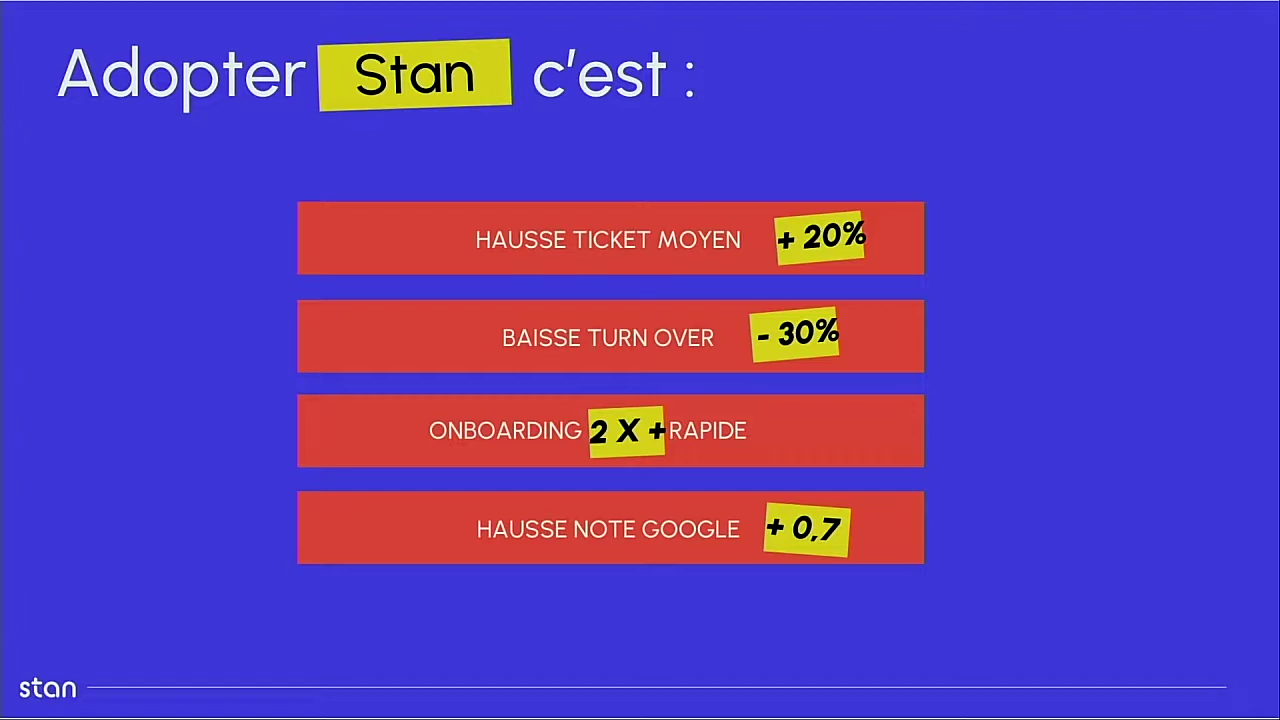 Adopter Stan c'est :
HAUSSE TICKET MOYEN + 20%
BAISSE TURN OVER - 30%
ONBOARDING 2 X + RAPIDE
HAUSSE NOTE GOOGLE + 0,7
stan